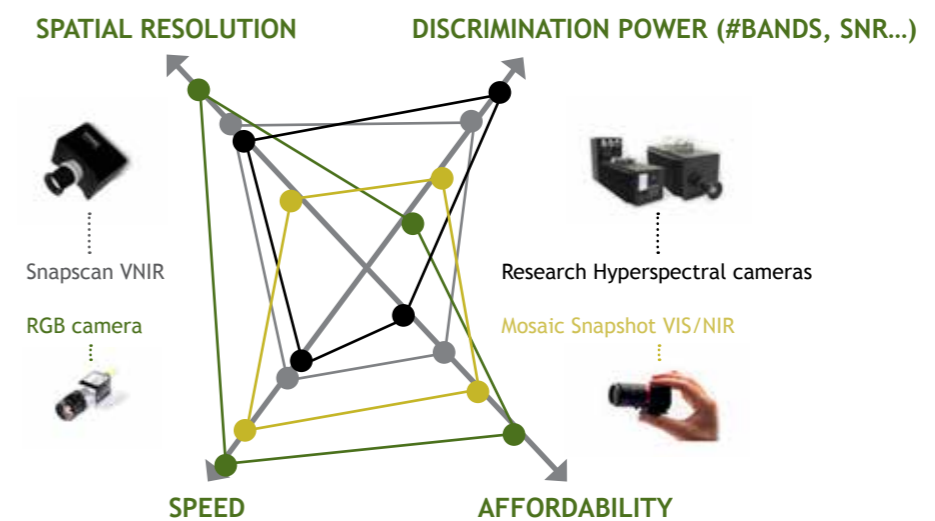 SPATIAL RESOLUTION
DISCRIMINATION POWER (#BANDS, SNR…)
Snapscan VNIR
Research Hyperspectral cameras
RGB camera
Mosaic Snapshot VIS/NIR
SPEED
AFFORDABILITY